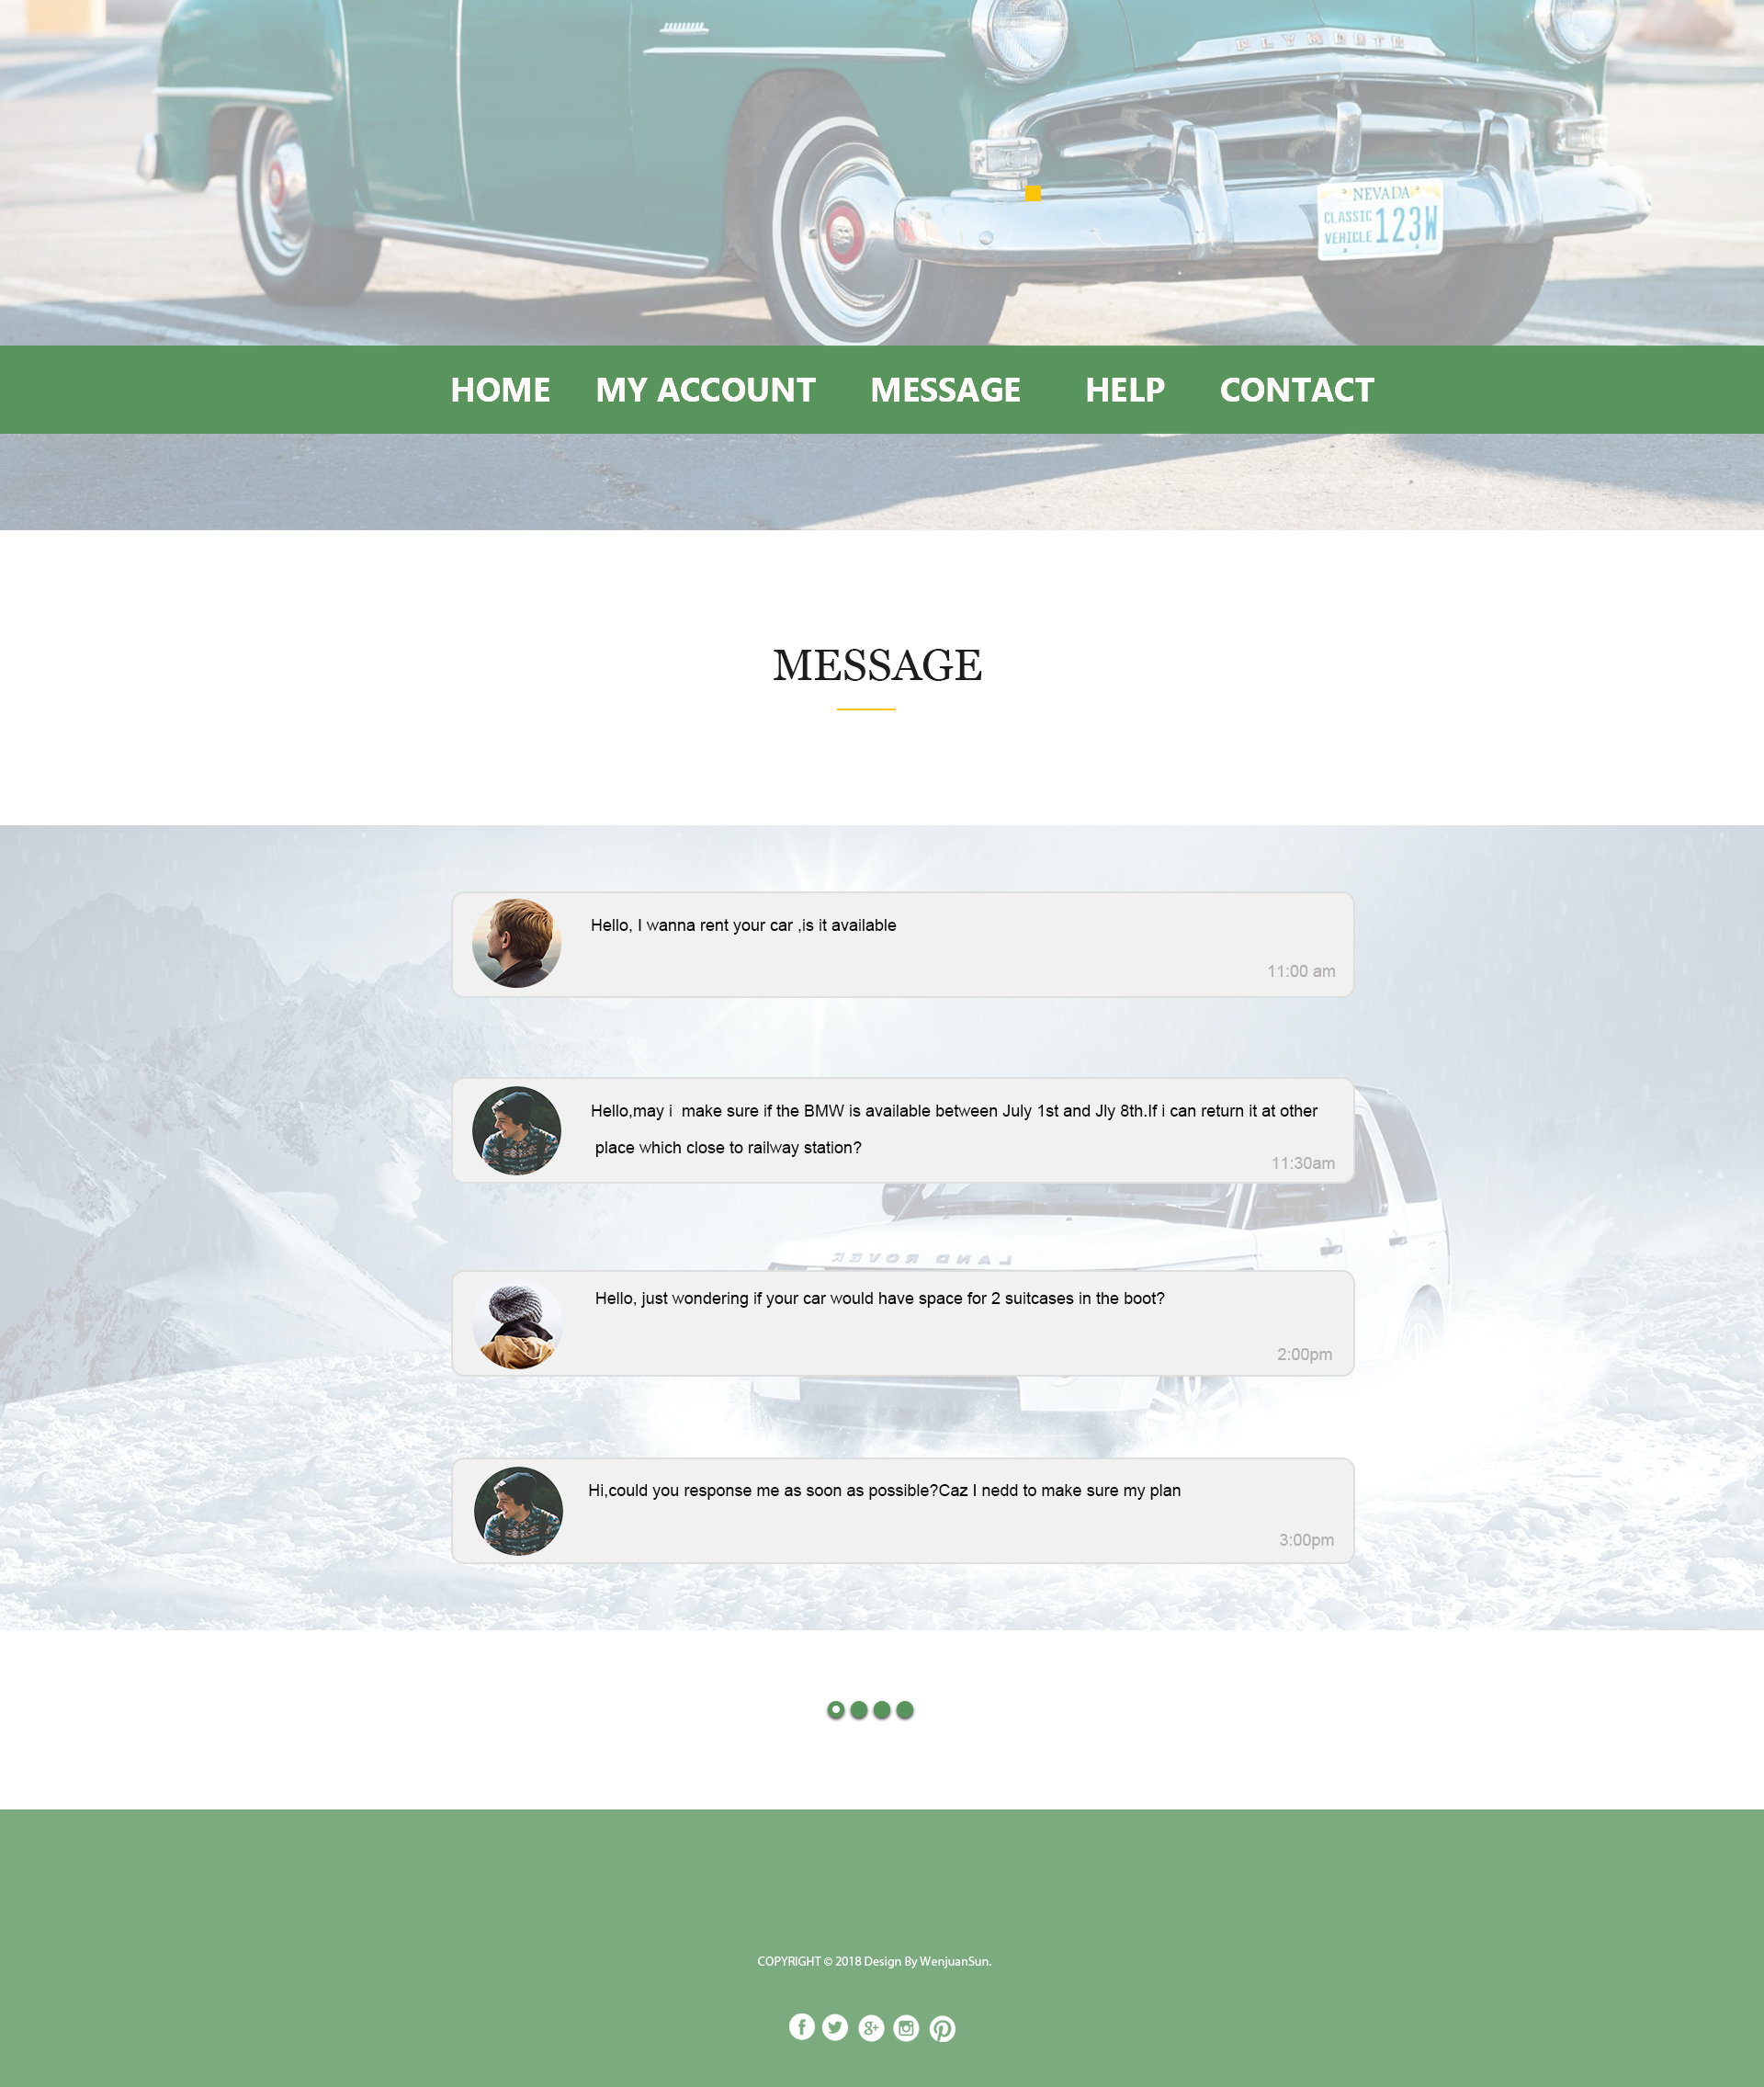 PLYMOUTH
NEVADA
CLASSIC
VEHICLE
123W
HOME MY ACCOUNT MESSAGE HELP CONTACT
MESSAGE
Hello, I wanna rent your car ,is it available
11:00 am
Hello,may i  make sure if the BMW is available between July 1st and Jly 8th.If i can return it at other
place which close to railway station?
11:30am
LAND ROVER
Hello, just wondering if your car would have space for 2 suitcases in the boot?
2:00pm
Hi,could you response me as soon as possible?Caz I nedd to make sure my plan
3:00pm
COPYRIGHT © 2018 Design By WenjuanSun.